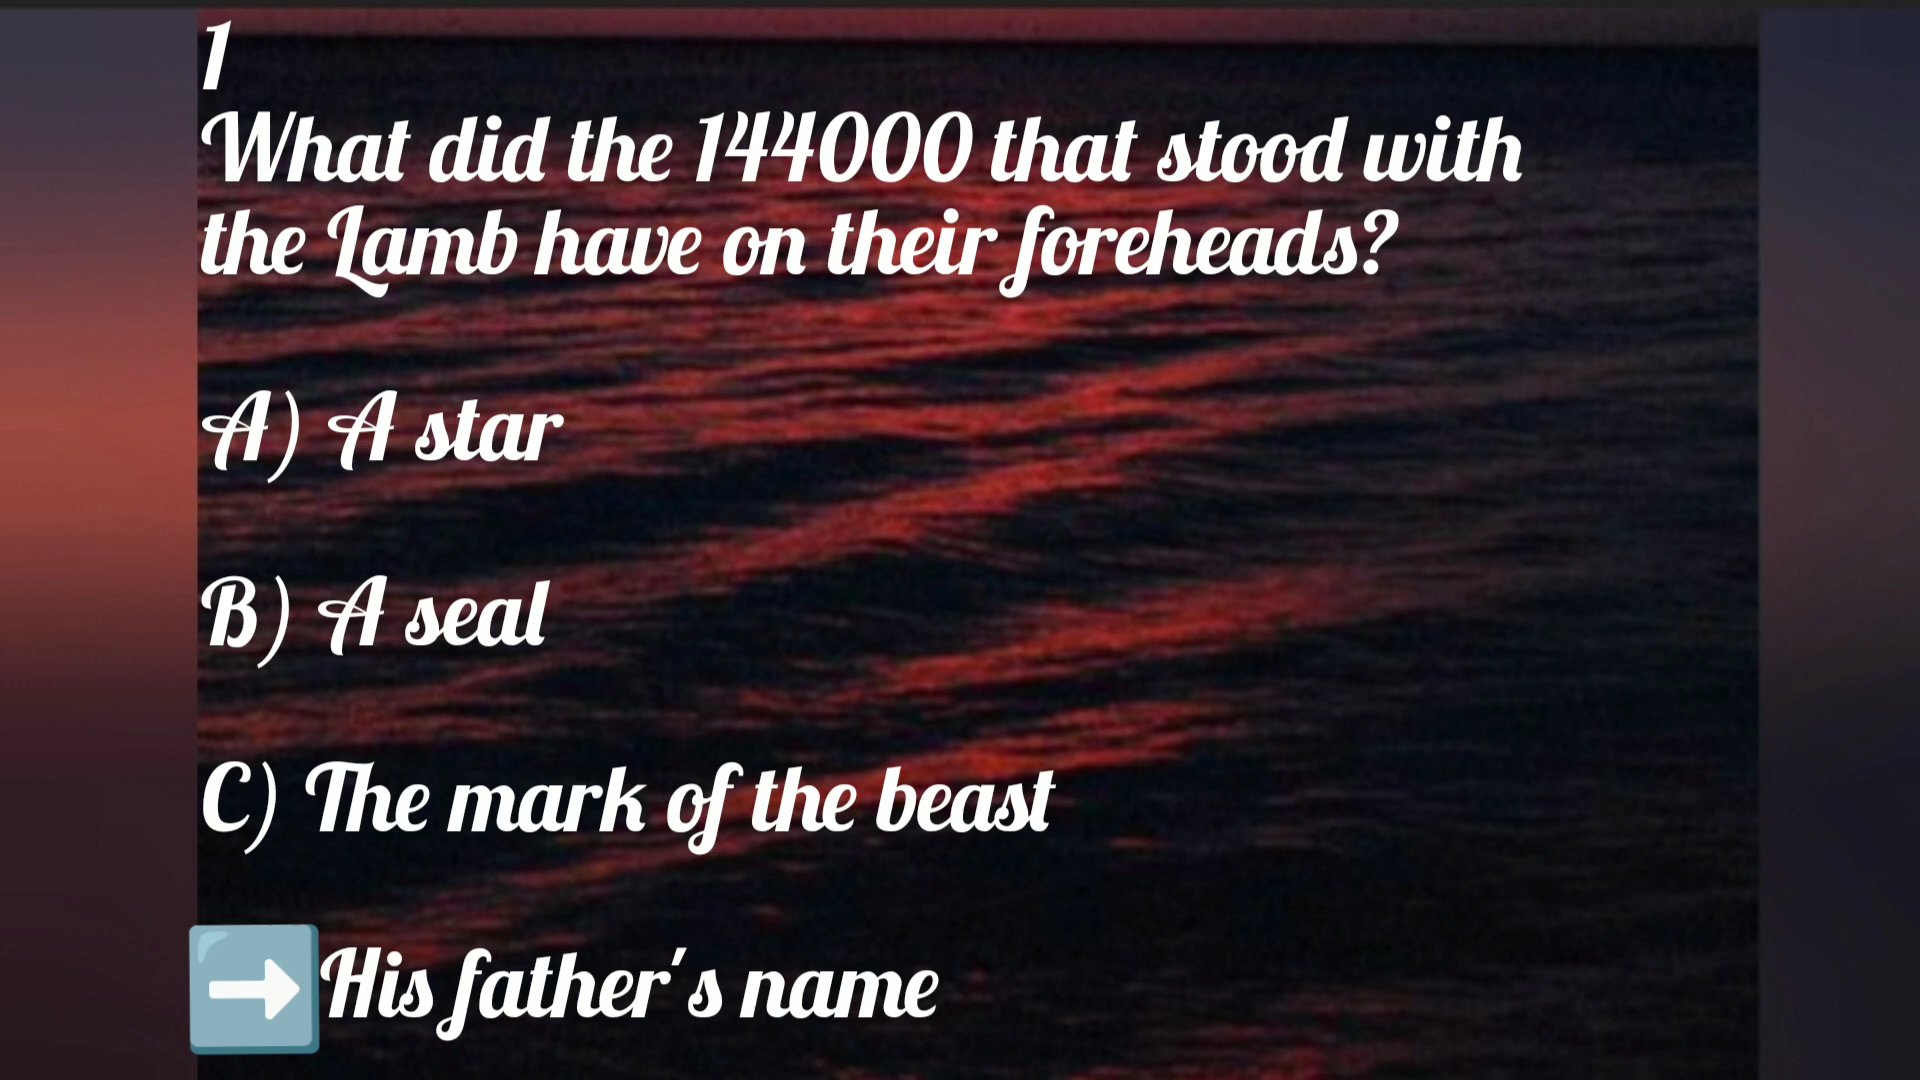 1
What did the 144000 that stood with
the Lamb have on their foreheads?
A) A star
B) A seal
C) The mark of the beast
➡️His father's name